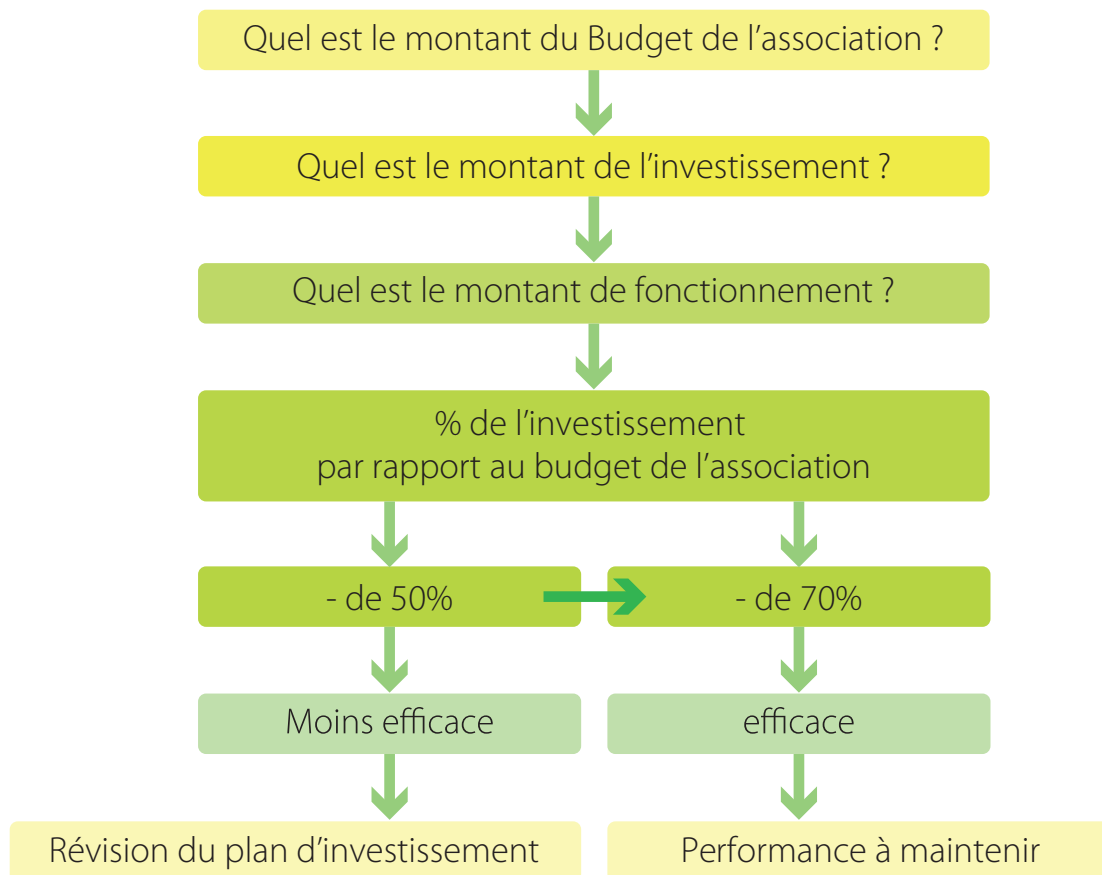 Quel est le montant du Budget de l’association ?
Quel est le montant de l’investissement ?
Quel est le montant de fonctionnement ?
% de l’investissement
par rapport au budget de l’association
- de 50%
- de 70%
Moins efficace
efficace
Révision du plan d’investissement
Performance à maintenir